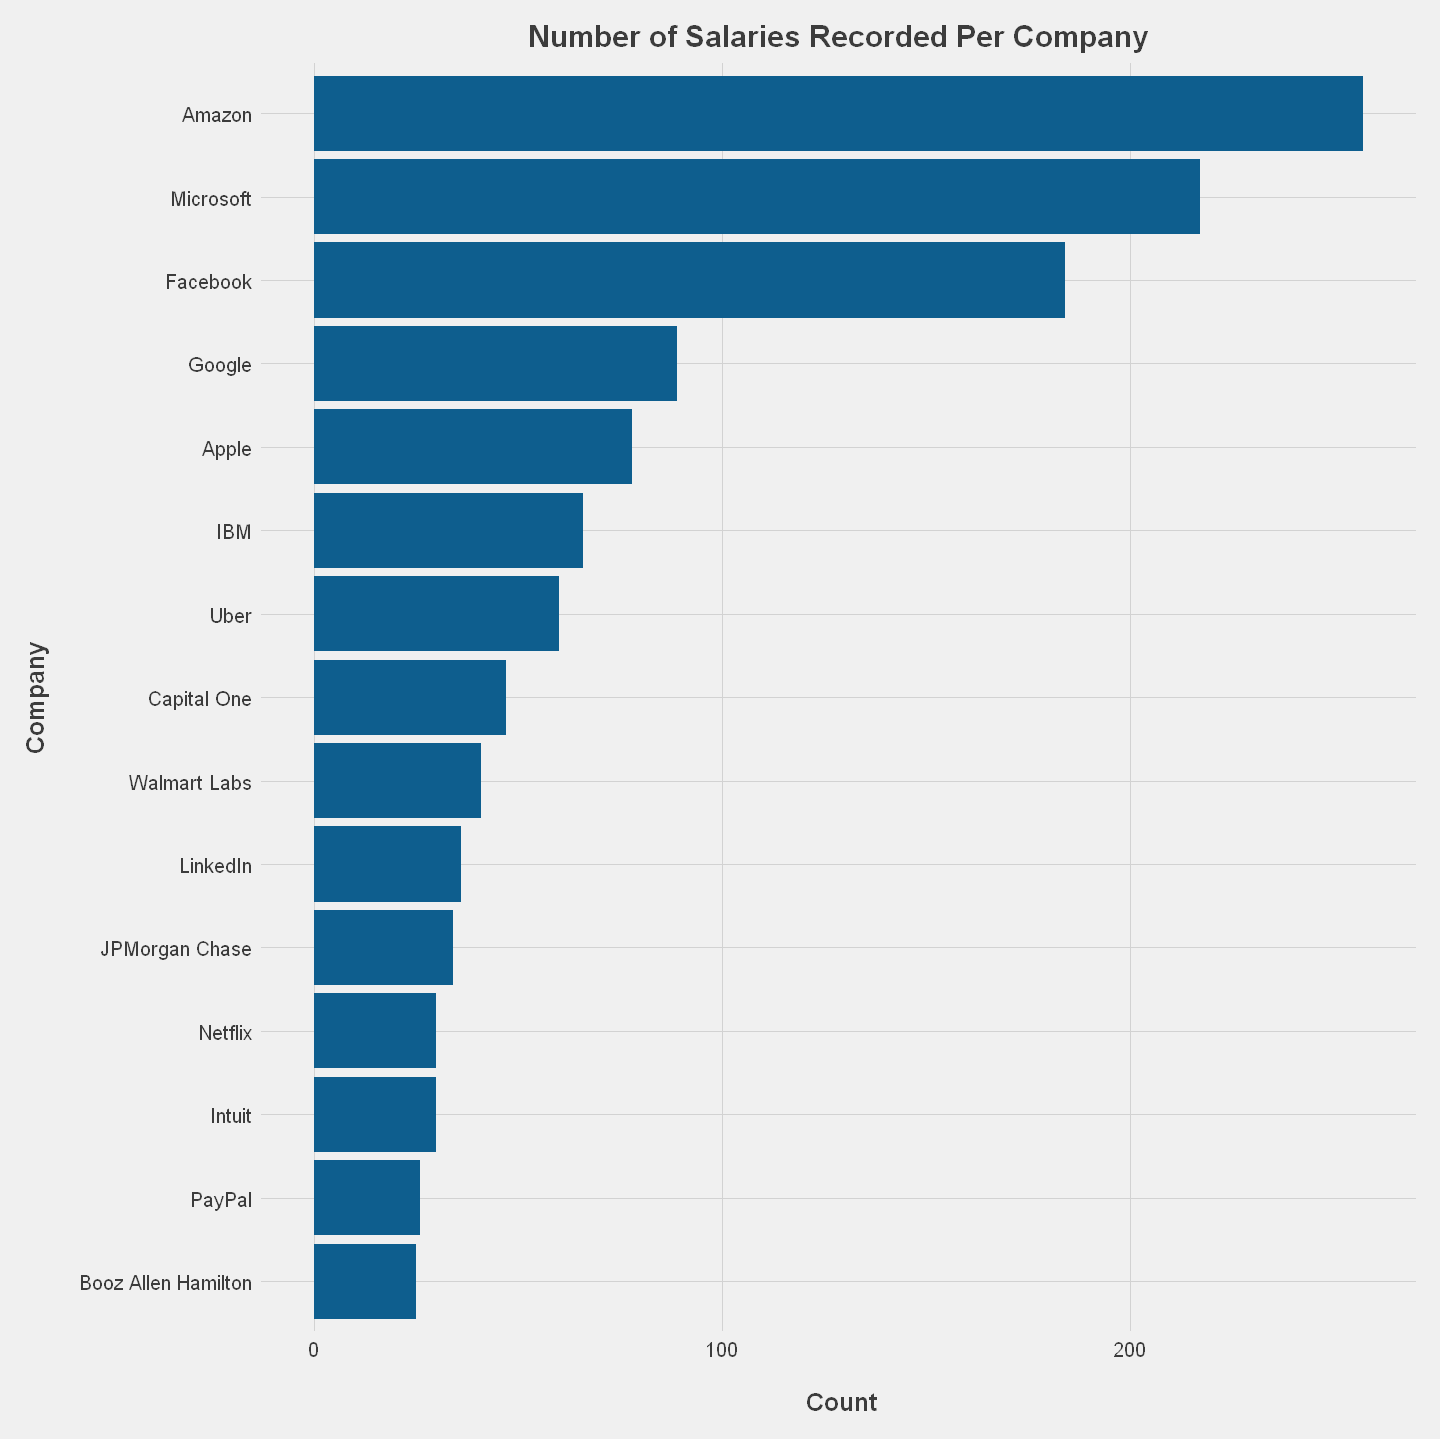 Number of Salaries Recorded Per Company
Amazon
Microsoft
Facebook
Google
Apple
IBM
Uber
Capital One
Walmart Labs
LinkedIn
JPMorgan Chase
Netflix
Intuit
PayPal
Booz Allen Hamilton
Company
0
100
200
Count